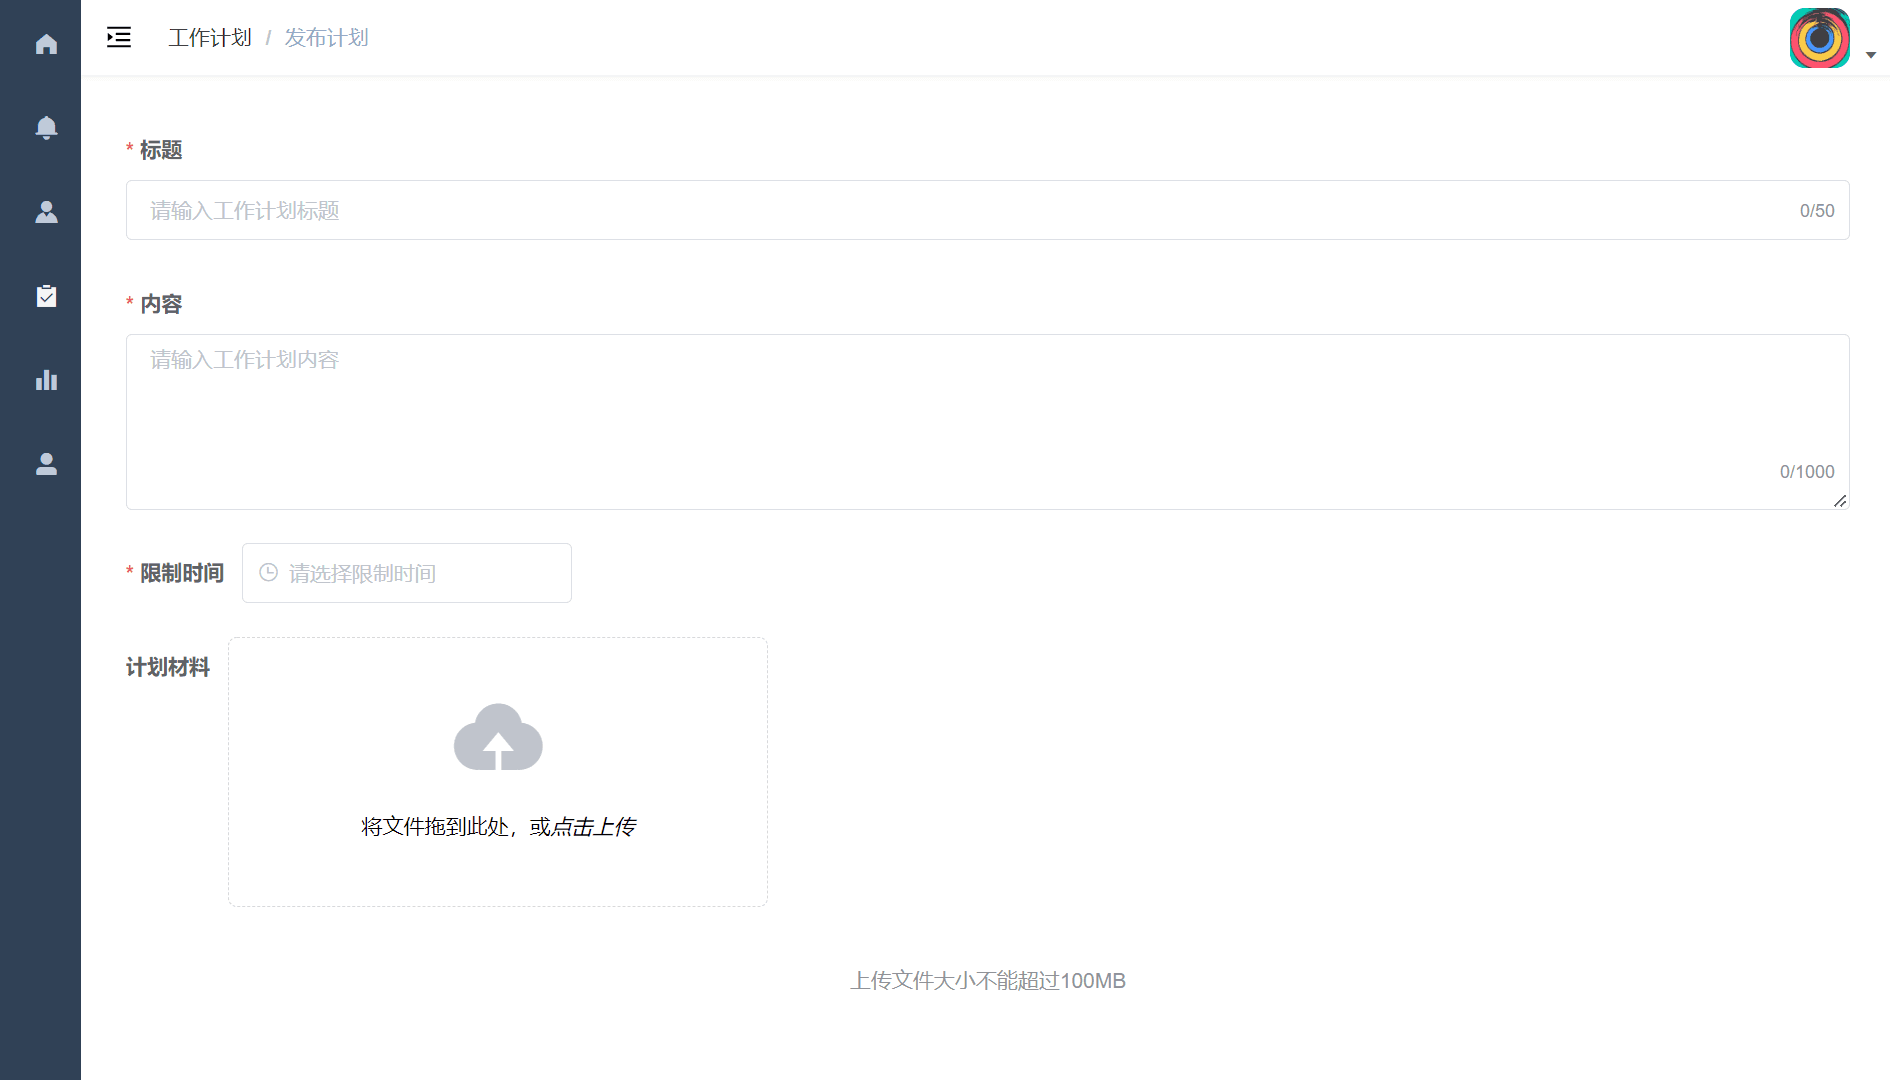 工作计划 / 发布计划
* 标题
请输入工作计划标题 0/50
* 内容
请输入工作计划内容
0/1000
* 限制时间 请选择限制时间
计划材料
将文件拖到此处，或点击上传
上传文件大小不能超过100MB